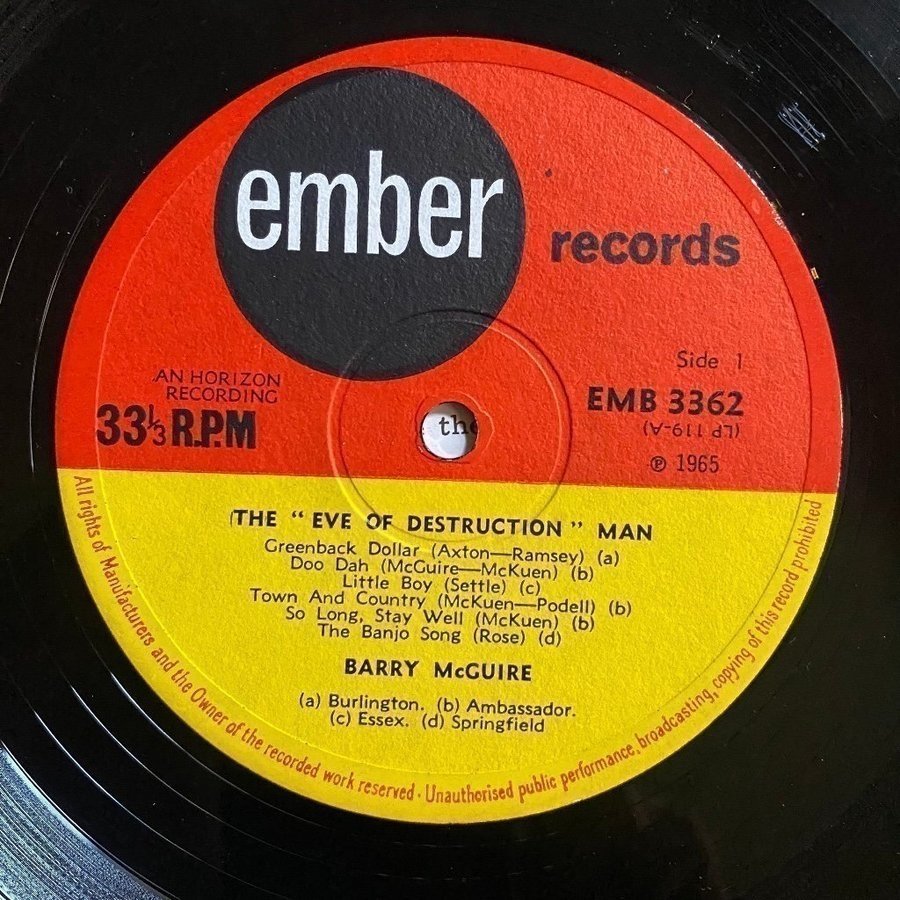 ember
records
AN HORIZON
RECORDING
33⅓ R.P.M
Side 1
EMB 3362
(LP 119-A)
℗ 1965
the
THE “ EVE OF DESTRUCTION ” MAN
Greenback Dollar (Axton—Ramsey) (a)
Doo Dah (McGuire—McKuen) (b)
Little Boy (Settle) (c)
Town And Country (McKuen—Podell) (b)
So Long, Stay Well (McKuen) (b)
The Banjo Song (Rose) (d)
BARRY McGUIRE
(a) Burlington. (b) Ambassador.
(c) Essex. (d) Springfield
All rights of Manufacturers and the Owner of the recorded work reserved · Unauthorised public performance, broadcasting, copying of this record prohibited